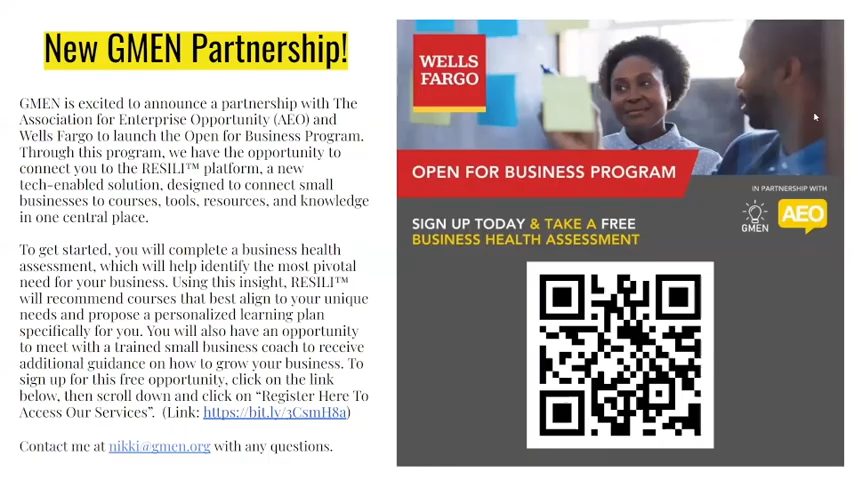 New GMEN Partnership!
GMEN is excited to announce a partnership with The
Association for Enterprise Opportunity (AEO) and
Wells Fargo to launch the Open for Business Program.
Through this program, we have the opportunity to
connect you to the RESILI™ platform, a new
tech-enabled solution, designed to connect small
businesses to courses, tools, resources, and knowledge
in one central place.
To get started, you will complete a business health
assessment, which will help identify the most pivotal
need for your business. Using this insight, RESILI™
will recommend courses that best align to your unique
needs and propose a personalized learning plan
specifically for you. You will also have an opportunity
to meet with a trained small business coach to receive
additional guidance on how to grow your business. To
sign up for this free opportunity, click on the link
below, then scroll down and click on “Register Here To
Access Our Services”. (Link: https://bit.ly/3CsmH8a)
Contact me at nikki@gmen.org with any questions.
WELLS
FARGO
OPEN FOR BUSINESS PROGRAM
IN PARTNERSHIP WITH
GMEN
AEO
SIGN UP TODAY & TAKE A FREE
BUSINESS HEALTH ASSESSMENT